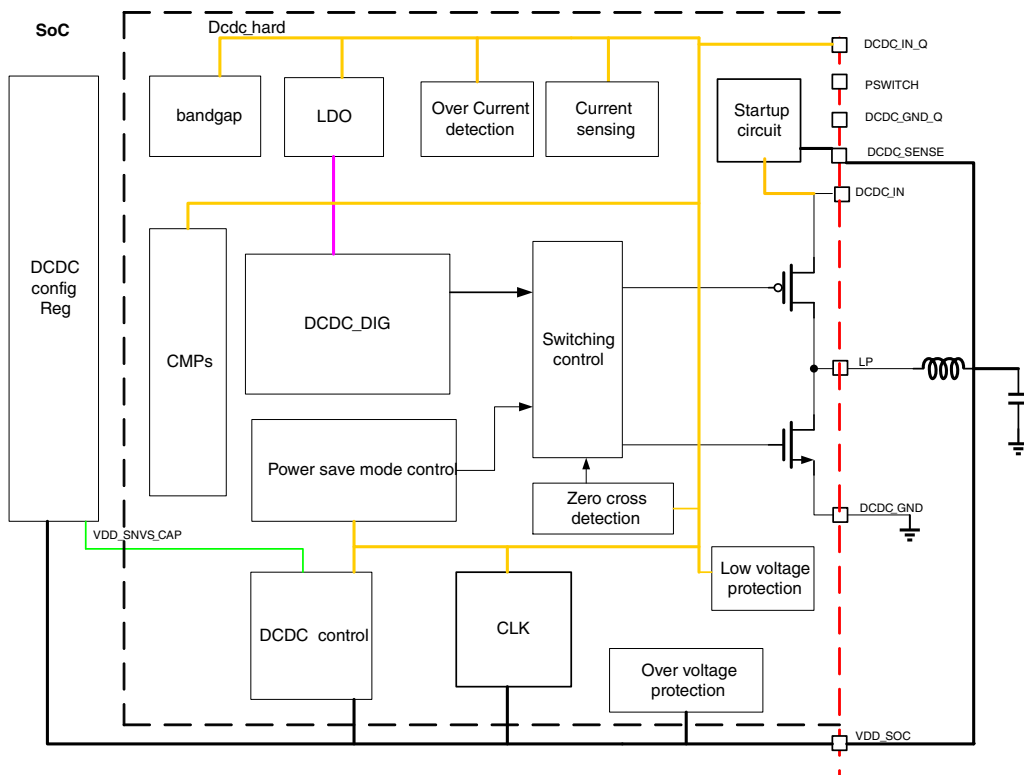 SoC
Dcdc_hard
DCDC_IN_Q
PSWITCH
DCDC_GND_Q
DCDC_SENSE
DCDC_IN
bandgap
LDO
Over Current
detection
Current
sensing
Startup
circuit
DCDC
config
Reg
CMPs
DCDC_DIG
Switching
control
LP
Power save mode control
Zero cross
detection
DCDC_GND
VDD_SNVS_CAP
Low voltage
protection
DCDC control
CLK
Over voltage
protection
VDD_SOC